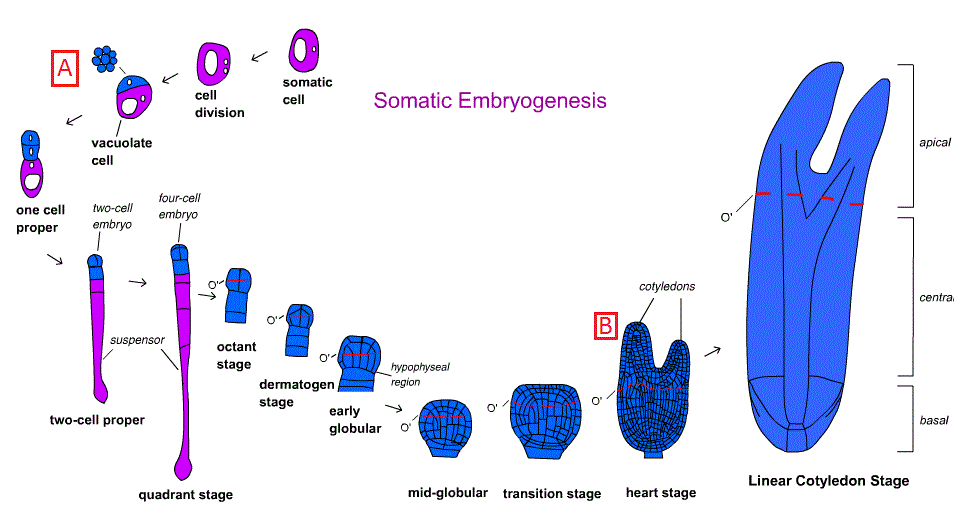 A
somatic
cell
cell
division
Somatic Embryogenesis
vacuolate
cell
one cell
proper
two-cell
embryo
four-cell
embryo
suspensor
two-cell proper
quadrant stage
O'
octant
stage
O'
dermatogen
stage
O'
hypophyseal
region
early
globular
O'
mid-globular
O'
transition stage
B
cotyledons
O'
heart stage
O'
apical
central
basal
Linear Cotyledon Stage